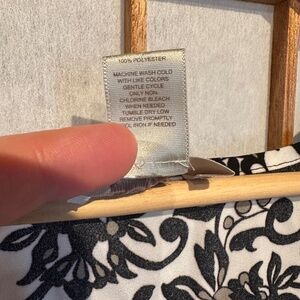 100% POLYESTER
MACHINE WASH COLD
WITH LIKE COLORS
GENTLE CYCLE
ONLY NON-
CHLORINE BLEACH
WHEN NEEDED
TUMBLE DRY LOW
REMOVE PROMPTLY
IRON IF NEEDED